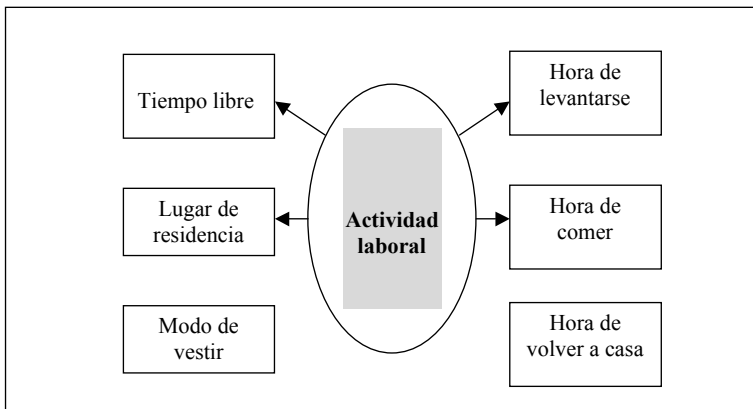 Tiempo libre
Hora de
levantarse
Lugar de
residencia
Actividad
laboral
Hora de
comer
Modo de
vestir
Hora de
volver a casa